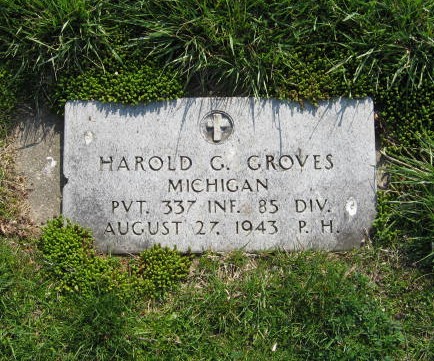 HAROLD G. GROVES
MICHIGAN
PVT. 337 INF. 85 DIV.
AUGUST 27, 1943 P. H.